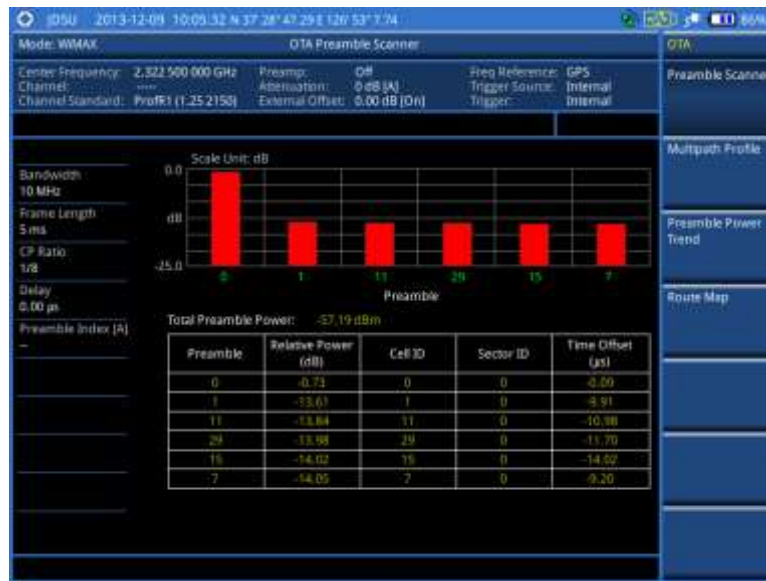 JDSU 2013-12-09 10:05:32 N 37° 28' 47.29 E 126° 53' 7.74 86%
Mode: WiMAX OTA Preamble Scanner OTA
Center Frequency: 2.322 500 000 GHz Preamp: Off Freq Reference: GPS
Channel: ---- Attenuation: 0 dB [A] Trigger Source: Internal
Channel Standard: ProfR1 (1.25 2150) External Offset: 0.00 dB [On] Trigger: Internal
Preamble Scanne
Multipath Profile
Preamble Power
Trend
Route Map
Bandwidth
10 MHz
Frame Length
5 ms
CP Ratio
1/8
Delay
0.00 µs
Preamble Index [A]
--
Scale Unit: dB
0.0
dB
-25.0
0 1 11 29 15 7
Preamble
Total Preamble Power: -57.19 dBm
Preamble Relative Power (dB) Cell ID Sector ID Time Offset (µs)
0 -0.73 0 0 -0.09
1 -13.61 1 0 -9.91
11 -13.84 11 0 -10.98
29 -13.98 29 0 -11.70
15 -14.02 15 0 -14.02
7 -14.05 7 0 -9.20